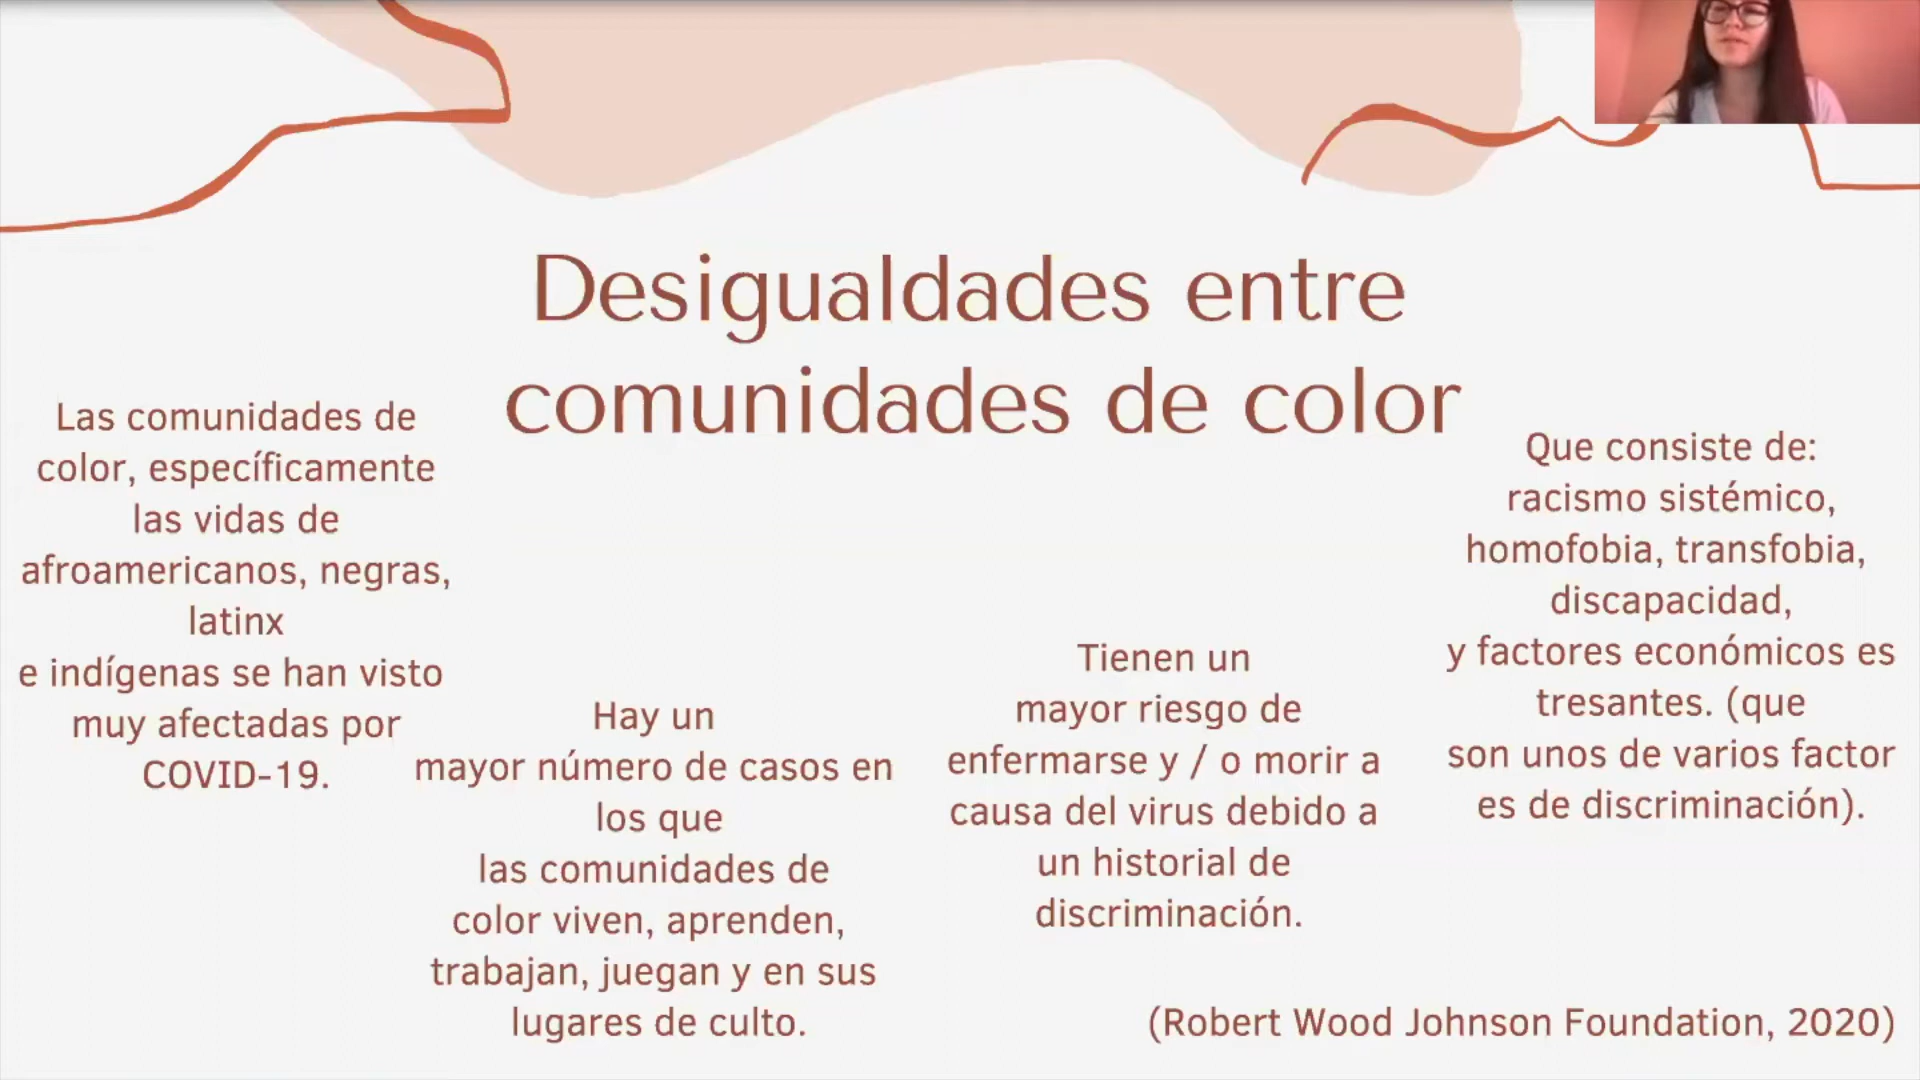 Desigualdades entre
comunidades de color
Las comunidades de
color, específicamente
las vidas de
afroamericanos, negras,
latinx
e indígenas se han visto
muy afectadas por
COVID-19.
Hay un
mayor número de casos en
los que
las comunidades de
color viven, aprenden,
trabajan, juegan y en sus
lugares de culto.
Tienen un
mayor riesgo de
enfermarse y / o morir a
causa del virus debido a
un historial de
discriminación.
Que consiste de:
racismo sistémico,
homofobia, transfobia,
discapacidad,
y factores económicos es
tresantes. (que
son unos de varios factor
es de discriminación).
(Robert Wood Johnson Foundation, 2020)